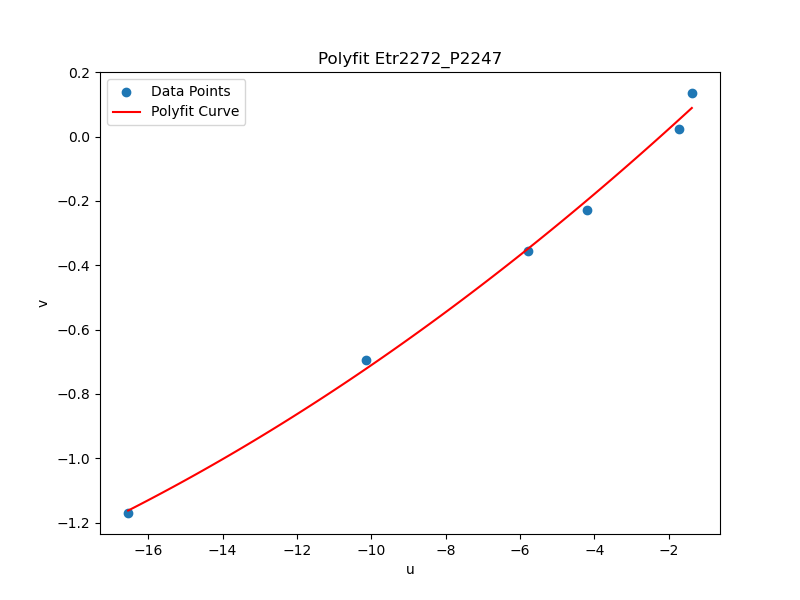 Polyfit Etr2272_P2247
Data Points
Polyfit Curve
0.2
0.0
−0.2
−0.4
−0.6
−0.8
−1.0
−1.2
v
−16 −14 −12 −10 −8 −6 −4 −2
u